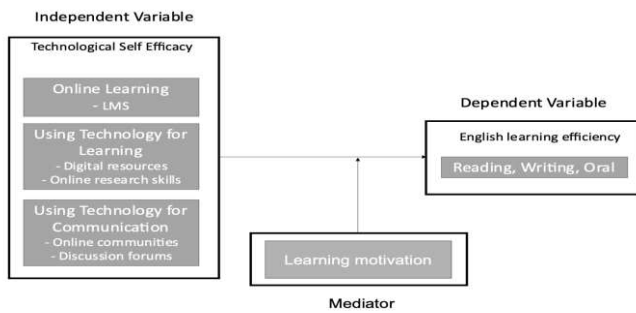 Independent Variable
Technological Self Efficacy
Online Learning
- LMS
Using Technology for
Learning
- Digital resources
- Online research skills
Using Technology for
Communication
- Online communities
- Discussion forums
Dependent Variable
English learning efficiency
Reading, Writing, Oral
Learning motivation
Mediator